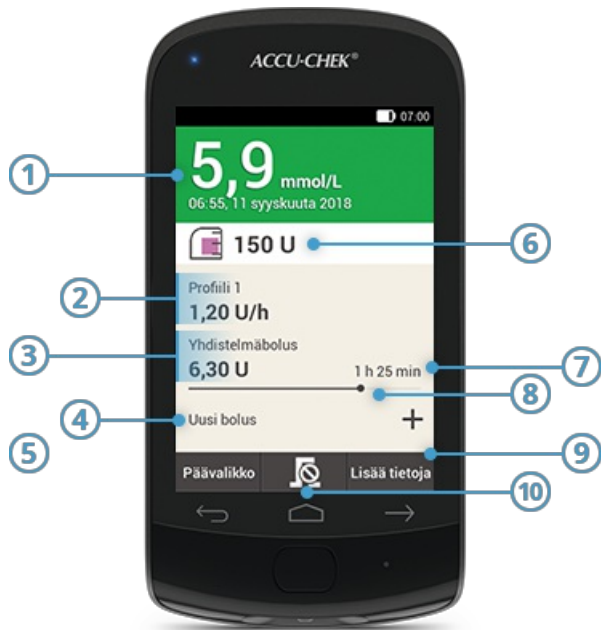 ACCU-CHEK®
07:00
1
5,9 mmol/L
06:55, 11 syyskuuta 2018
150 U
6
2
Profiili 1
1,20 U/h
3
Yhdistelmäbolus
6,30 U
1 h 25 min
7
8
4
Uusi bolus
+
5
9
Päävalikko
Lisää tietoja
10